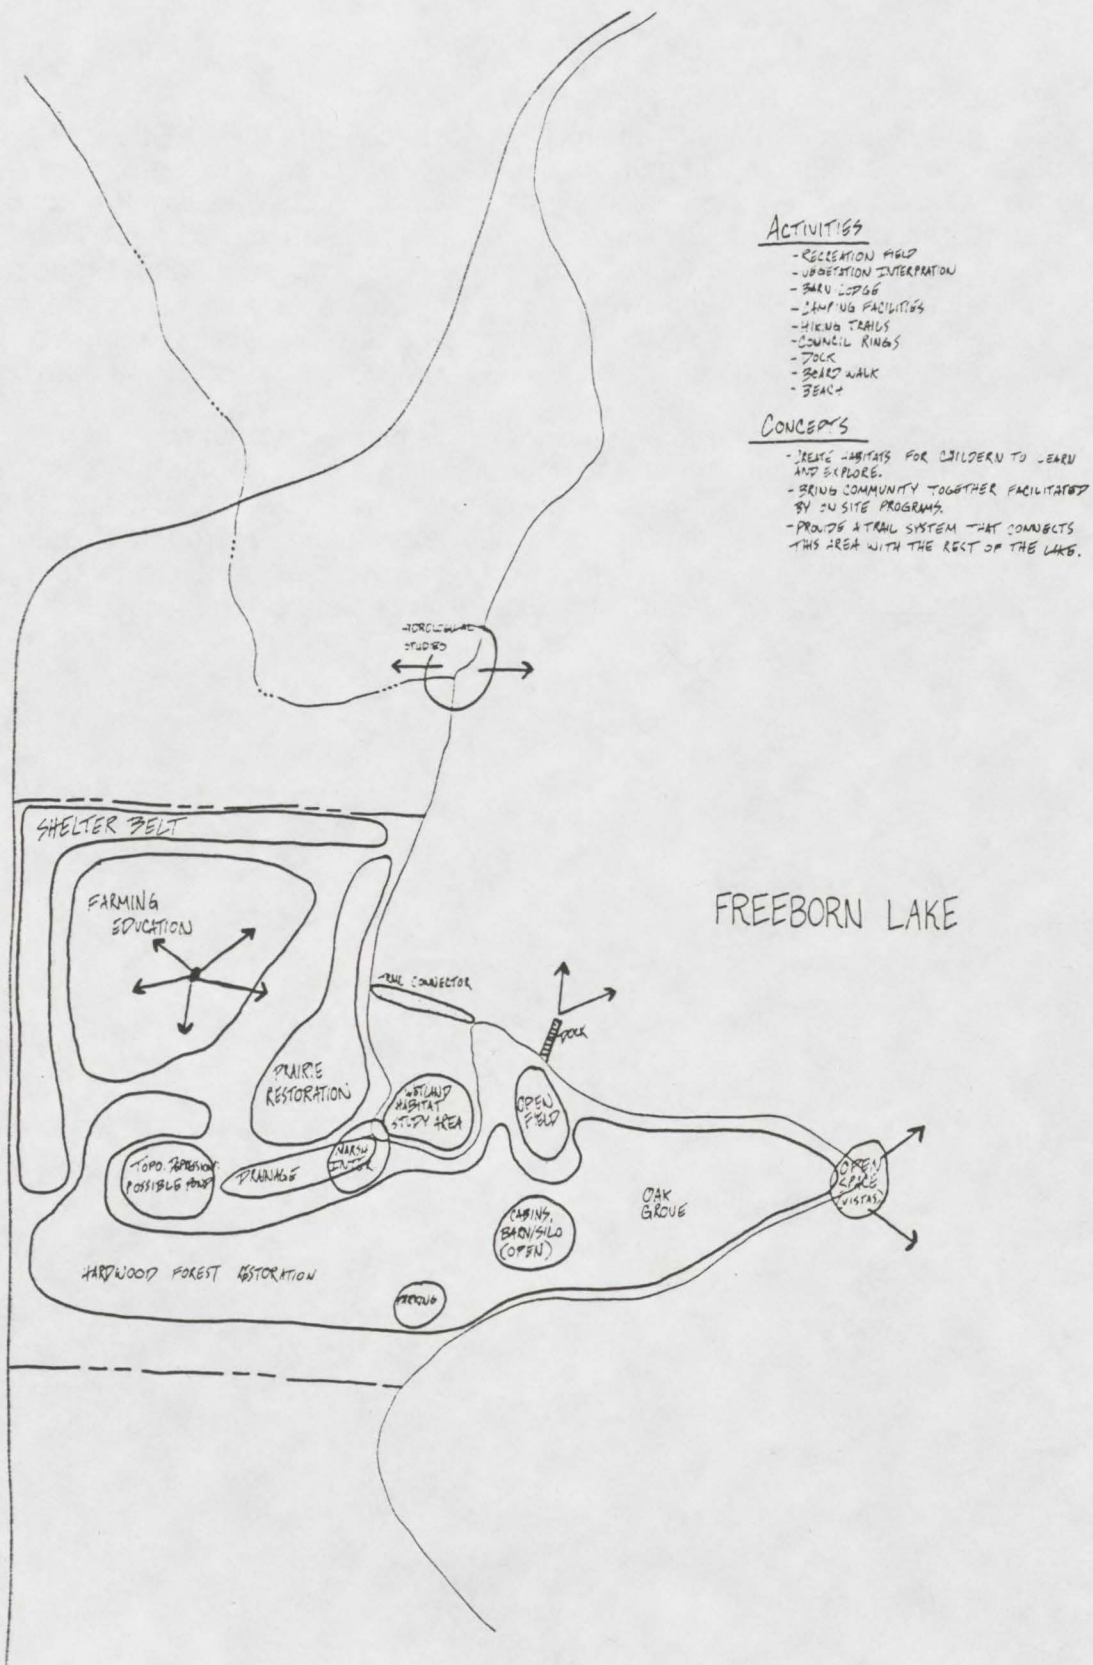 ACTIVITIES
- RECREATION FIELD
- VEGETATION INTERPRATION
- BARN LODGE
- CAMPING FACILITIES
- HIKING TRAILS
- COUNCIL RINGS
- DOCK
- BOARD WALK
- BEACH
CONCEPTS
- CREATE HABITATS FOR CHILDERN TO LEARN
AND EXPLORE.
- BRING COMMUNITY TOGETHER FACILITATED
BY ON SITE PROGRAMS.
- PROVIDE A TRAIL SYSTEM THAT CONNECTS
THIS AREA WITH THE REST OF THE LAKE.
STUDIES
SHELTER BELT
FARMING
EDUCATION
FREEBORN LAKE
TRAIL CONNECTOR
DOCK
PRAIRIE
RESTORATION
WETLAND
HABITAT
STUDY AREA
OPEN
FIELD
MARSH
INTER.
TOPO. DEPRESION
POSSIBLE POND
DRAINAGE
OPEN
SPACE
(VISTAS)
OAK
GROVE
CABINS,
BARN/SILO
(OPEN)
HARDWOOD FOREST RESTORATION
PARKING